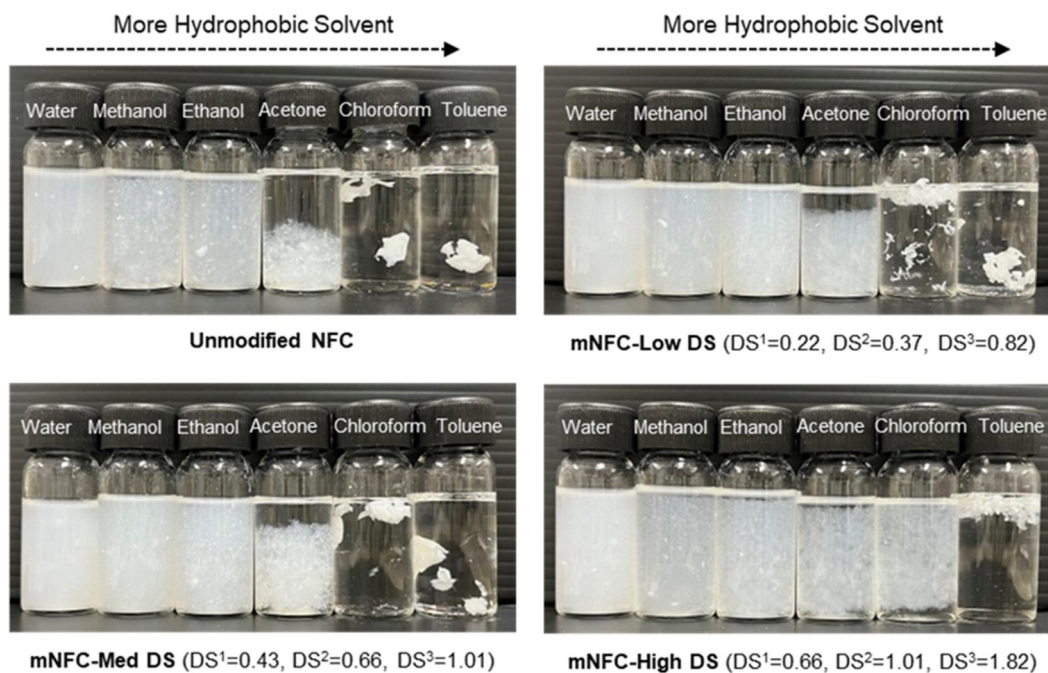 More Hydrophobic Solvent
More Hydrophobic Solvent
Water Methanol Ethanol Acetone Chloroform Toluene
Water Methanol Ethanol Acetone Chloroform Toluene
Unmodified NFC
mNFC-Low DS (DS¹=0.22, DS²=0.37, DS³=0.82)
Water Methanol Ethanol Acetone Chloroform Toluene
Water Methanol Ethanol Acetone Chloroform Toluene
mNFC-Med DS (DS¹=0.43, DS²=0.66, DS³=1.01)
mNFC-High DS (DS¹=0.66, DS²=1.01, DS³=1.82)